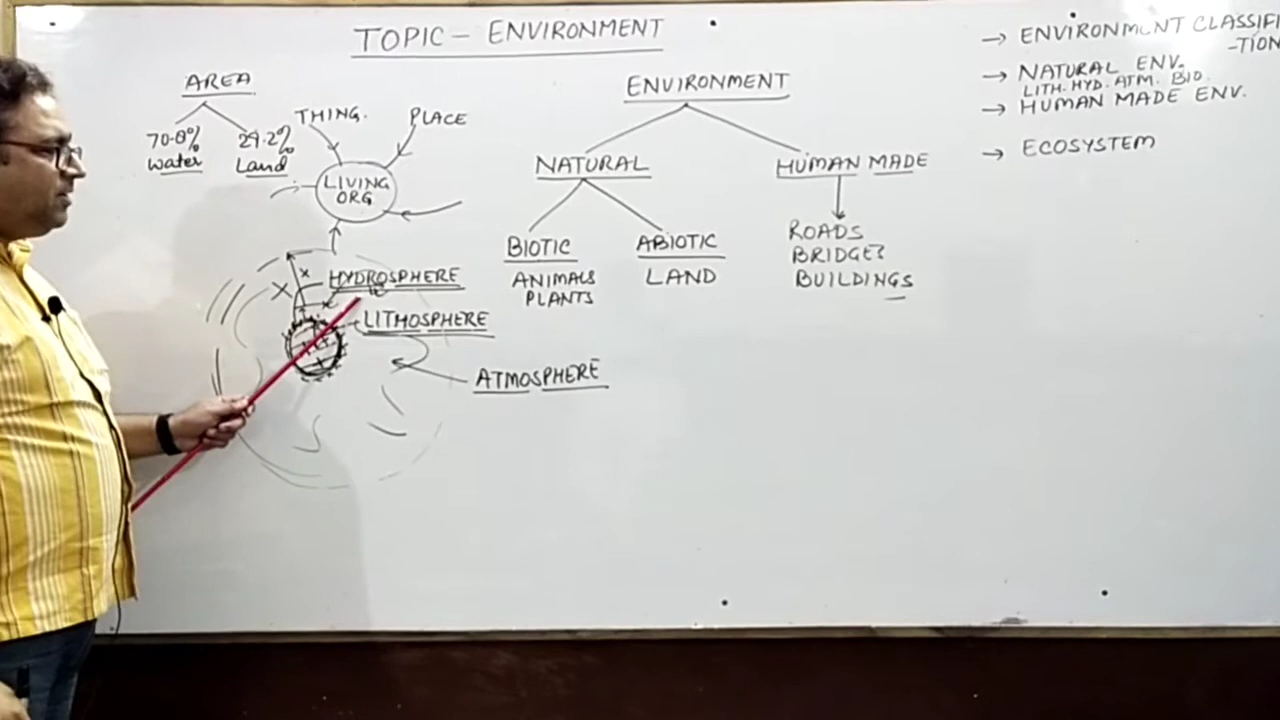 TOPIC - ENVIRONMENT
AREA
70.8%
water
29.2%
Land
THING.
PLACE
LIVING
ORG
HYDROSPHERE
LITHOSPHERE
ATMOSPHERE
ENVIRONMENT
NATURAL
HUMAN MADE
BIOTIC
ANIMALS
PLANTS
ABIOTIC
LAND
ROADS
BRIDGES
BUILDINGS
→ ENVIRONMENT CLASSIFI
-TION
→ NATURAL ENV.
LITH. HYD. ATM. BIO.
→ HUMAN MADE ENV.
→ ECOSYSTEM